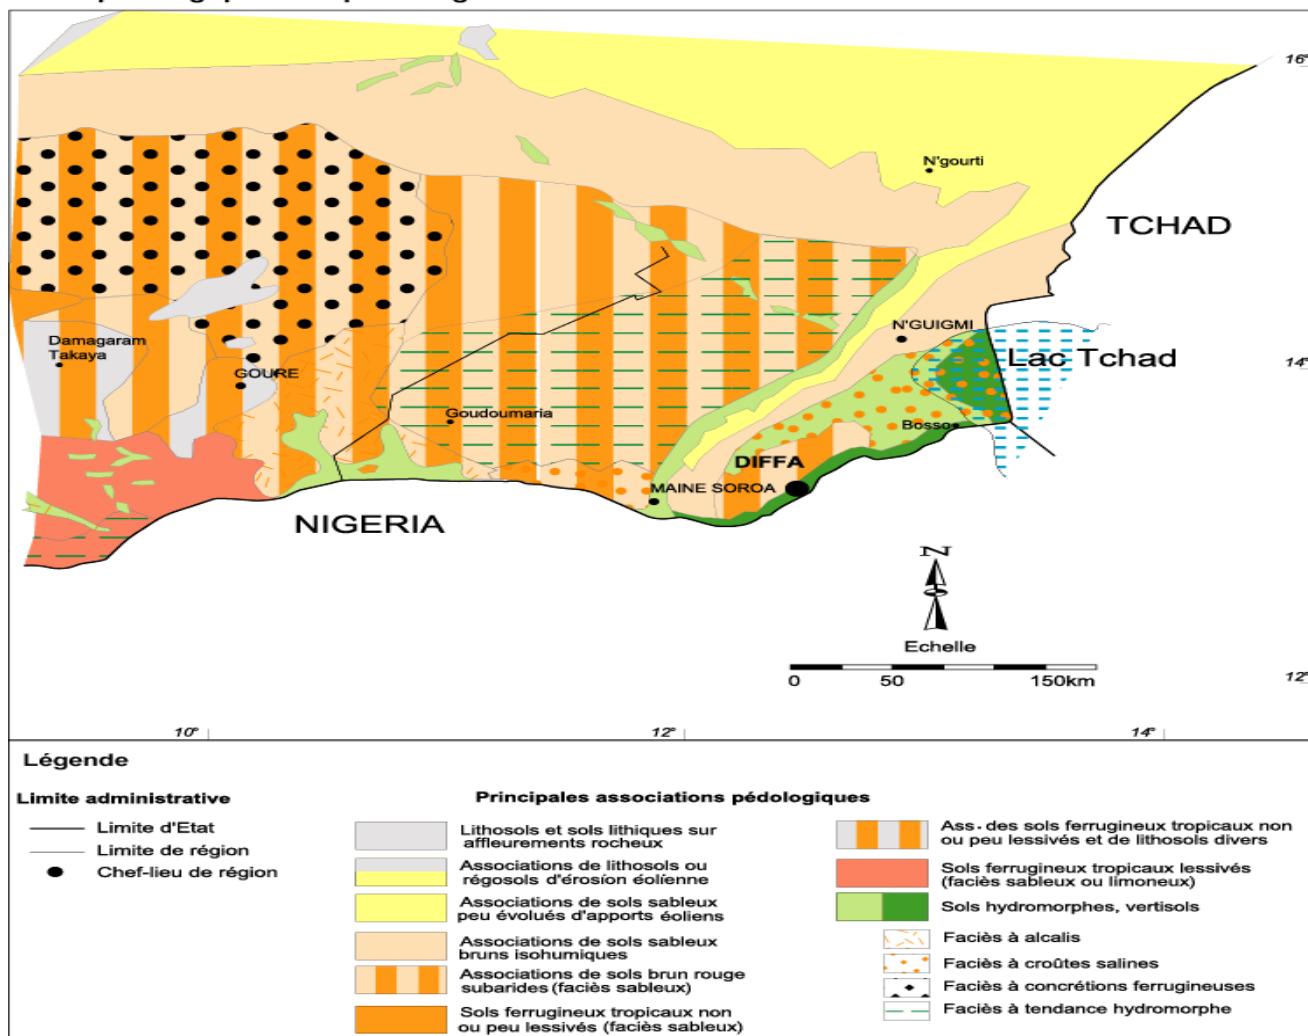 16°
N'gourti
TCHAD
N'GUIGMI
Damagaram
Takaya
Lac Tchad
14°
GOURE
Goudoumaria
Bosso
DIFFA
MAINE SOROA
NIGERIA
N
Echelle
0 50 150km
12°
10° 12° 14°
Légende
Limite administrative
Limite d'Etat
Limite de région
Chef-lieu de région
Principales associations pédologiques
Lithosols et sols lithiques sur
affleurements rocheux
Associations de lithosols ou
régosols d'érosion éolienne
Associations de sols sableux
peu évolués d'apports éoliens
Associations de sols sableux
bruns isohumiques
Associations de sols brun rouge
subarides (faciès sableux)
Sols ferrugineux tropicaux non
ou peu lessivés (faciès sableux)
Ass. des sols ferrugineux tropicaux non
ou peu lessivés et de lithosols divers
Sols ferrugineux tropicaux lessivés
(faciès sableux ou limoneux)
Sols hydromorphes, vertisols
Faciès à alcalis
Faciès à croûtes salines
Faciès à concrétions ferrugineuses
Faciès à tendance hydromorphe